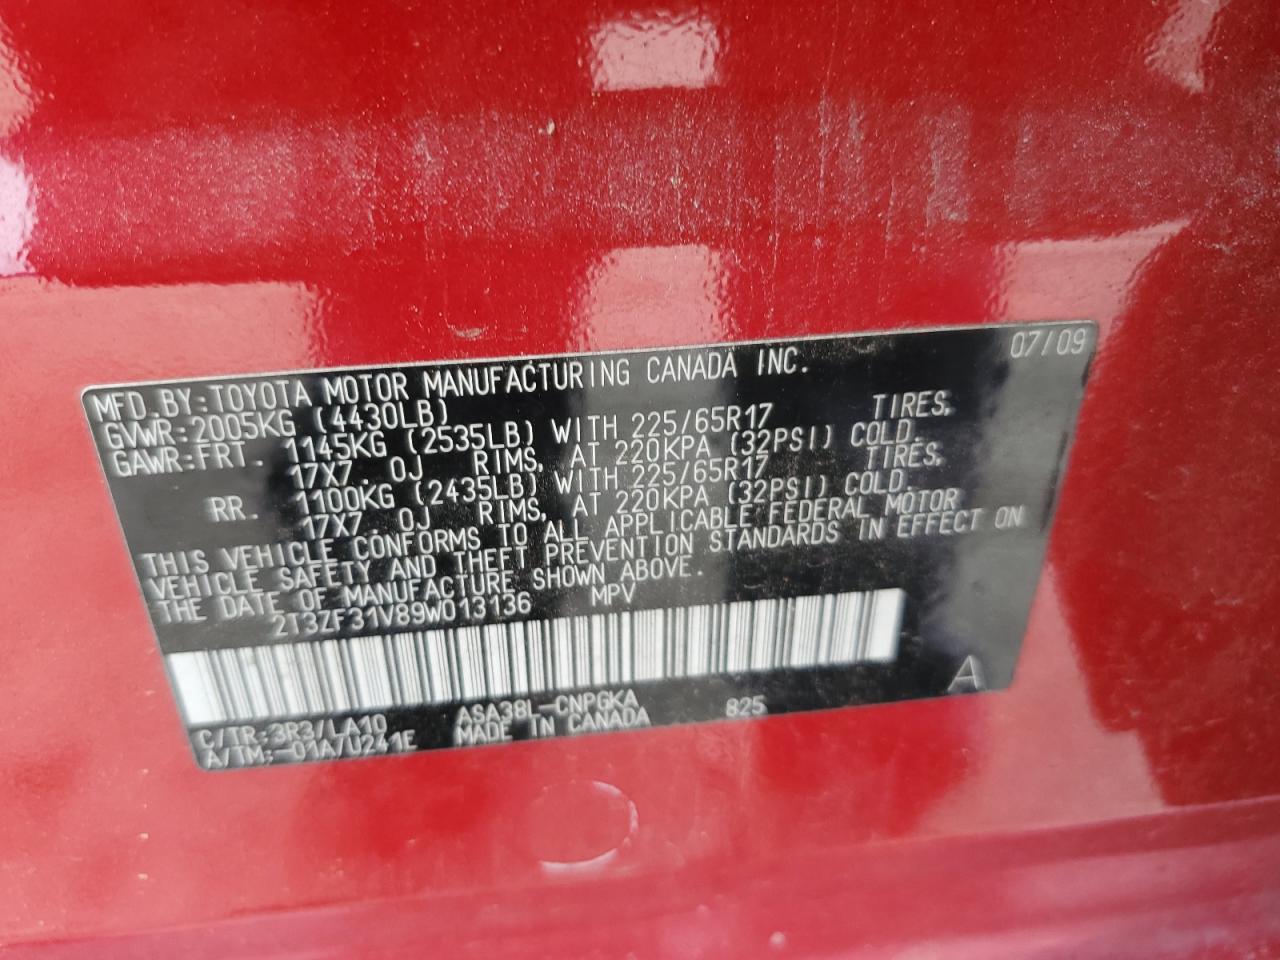 07/09
MFD.BY:TOYOTA MOTOR MANUFACTURING CANADA INC.
GVWR:2005KG (4430LB)
GAWR:FRT. 1145KG (2535LB) WITH 225/65R17 TIRES,
17X7.0J RIMS, AT 220KPA (32PSI) COLD.
RR. 1100KG (2435LB) WITH 225/65R17 TIRES,
17X7.0J RIMS, AT 220KPA (32PSI) COLD.
THIS VEHICLE CONFORMS TO ALL APPLICABLE FEDERAL MOTOR
VEHICLE SAFETY AND THEFT PREVENTION STANDARDS IN EFFECT ON
THE DATE OF MANUFACTURE SHOWN ABOVE.
2T3ZF31V89W013136 MPV
A
C/TR:3R3/LA10 ASA38L-CNPGKA 825
A/TM:-01A/U241E MADE IN CANADA